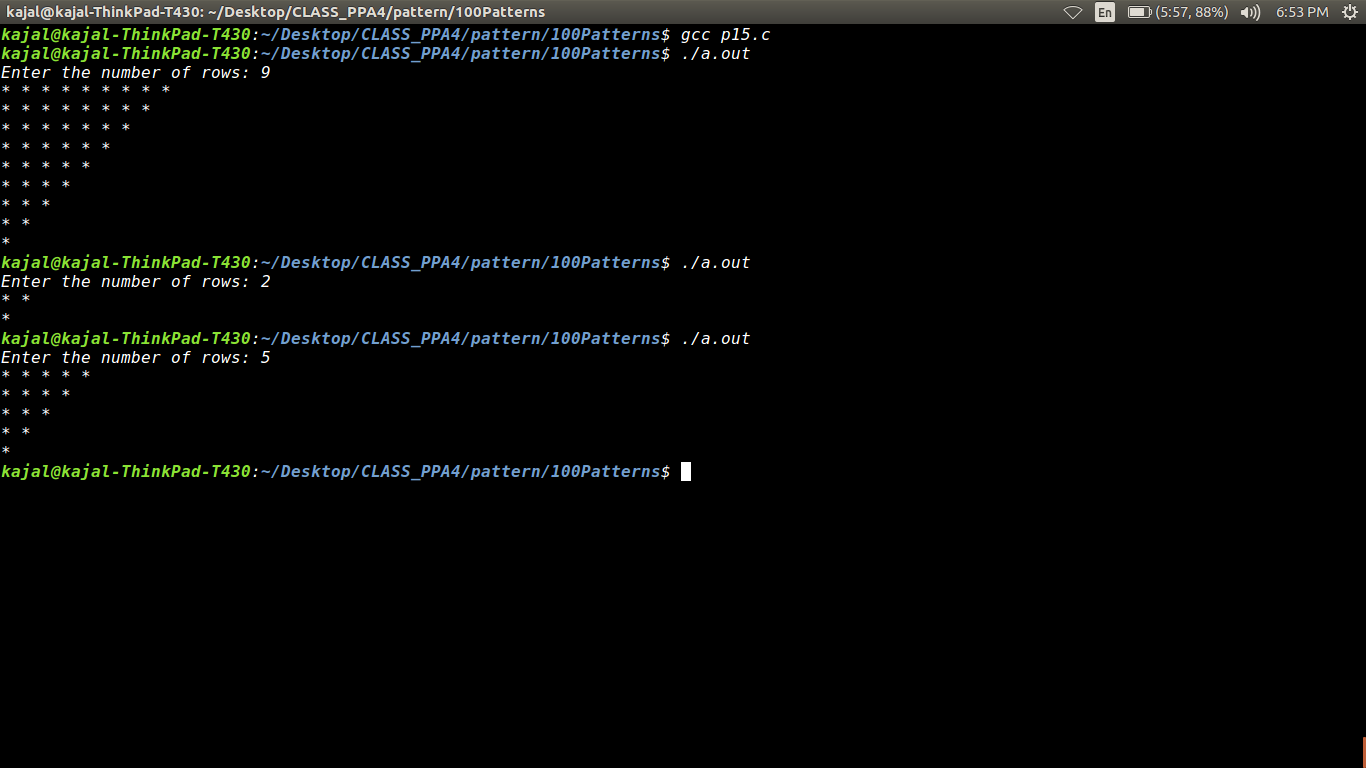 kajal@kajal-ThinkPad-T430: ~/Desktop/CLASS_PPA4/pattern/100Patterns En (5:57, 88%) 6:53 PM
kajal@kajal-ThinkPad-T430:~/Desktop/CLASS_PPA4/pattern/100Patterns$ gcc p15.c
kajal@kajal-ThinkPad-T430:~/Desktop/CLASS_PPA4/pattern/100Patterns$ ./a.out
Enter the number of rows: 9
* * * * * * * * *
* * * * * * * *
* * * * * * *
* * * * * *
* * * * *
* * * *
* * *
* *
*
kajal@kajal-ThinkPad-T430:~/Desktop/CLASS_PPA4/pattern/100Patterns$ ./a.out
Enter the number of rows: 2
* *
*
kajal@kajal-ThinkPad-T430:~/Desktop/CLASS_PPA4/pattern/100Patterns$ ./a.out
Enter the number of rows: 5
* * * * *
* * * *
* * *
* *
*
kajal@kajal-ThinkPad-T430:~/Desktop/CLASS_PPA4/pattern/100Patterns$